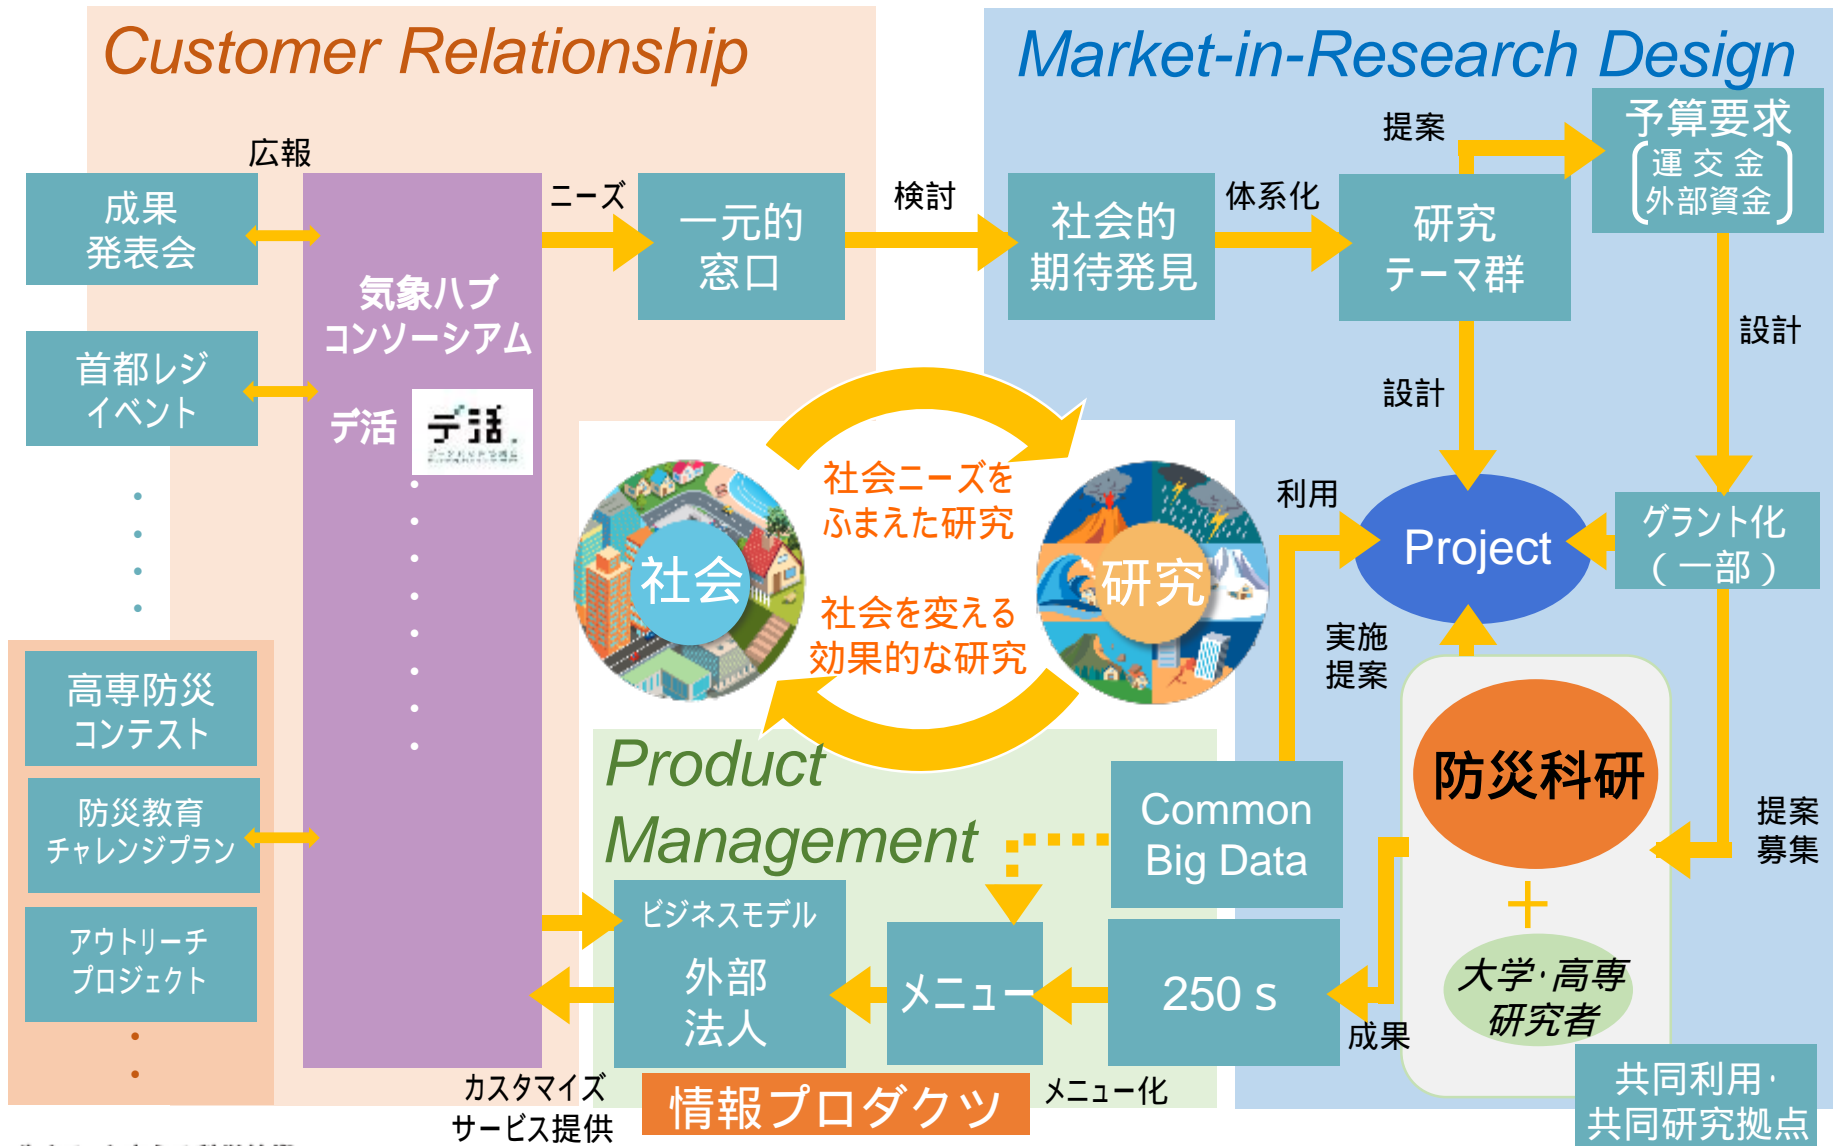 Customer Relationship
Market-in-Research Design
広報
成果
発表会
首都レジ
イベント
高専防災
コンテスト
防災教育
チャレンジプラン
アウトリーチ
プロジェクト
気象ハブ
コンソーシアム
デ活
デ活.
ニーズ
一元的
窓口
検討
社会的
期待発見
体系化
研究
テーマ群
提案
予算要求
運交金
外部資金
設計
設計
社会ニーズを
ふまえた研究
社会
研究
社会を変える
効果的な研究
利用
Project
グラント化
(一部)
実施
提案
防災科研
+
大学・高専
研究者
提案
募集
共同利用・
共同研究拠点
Product
Management
Common
Big Data
ビジネスモデル
外部
法人
メニュー
250 s
成果
カスタマイズ
サービス提供
情報プロダクツ
メニュー化